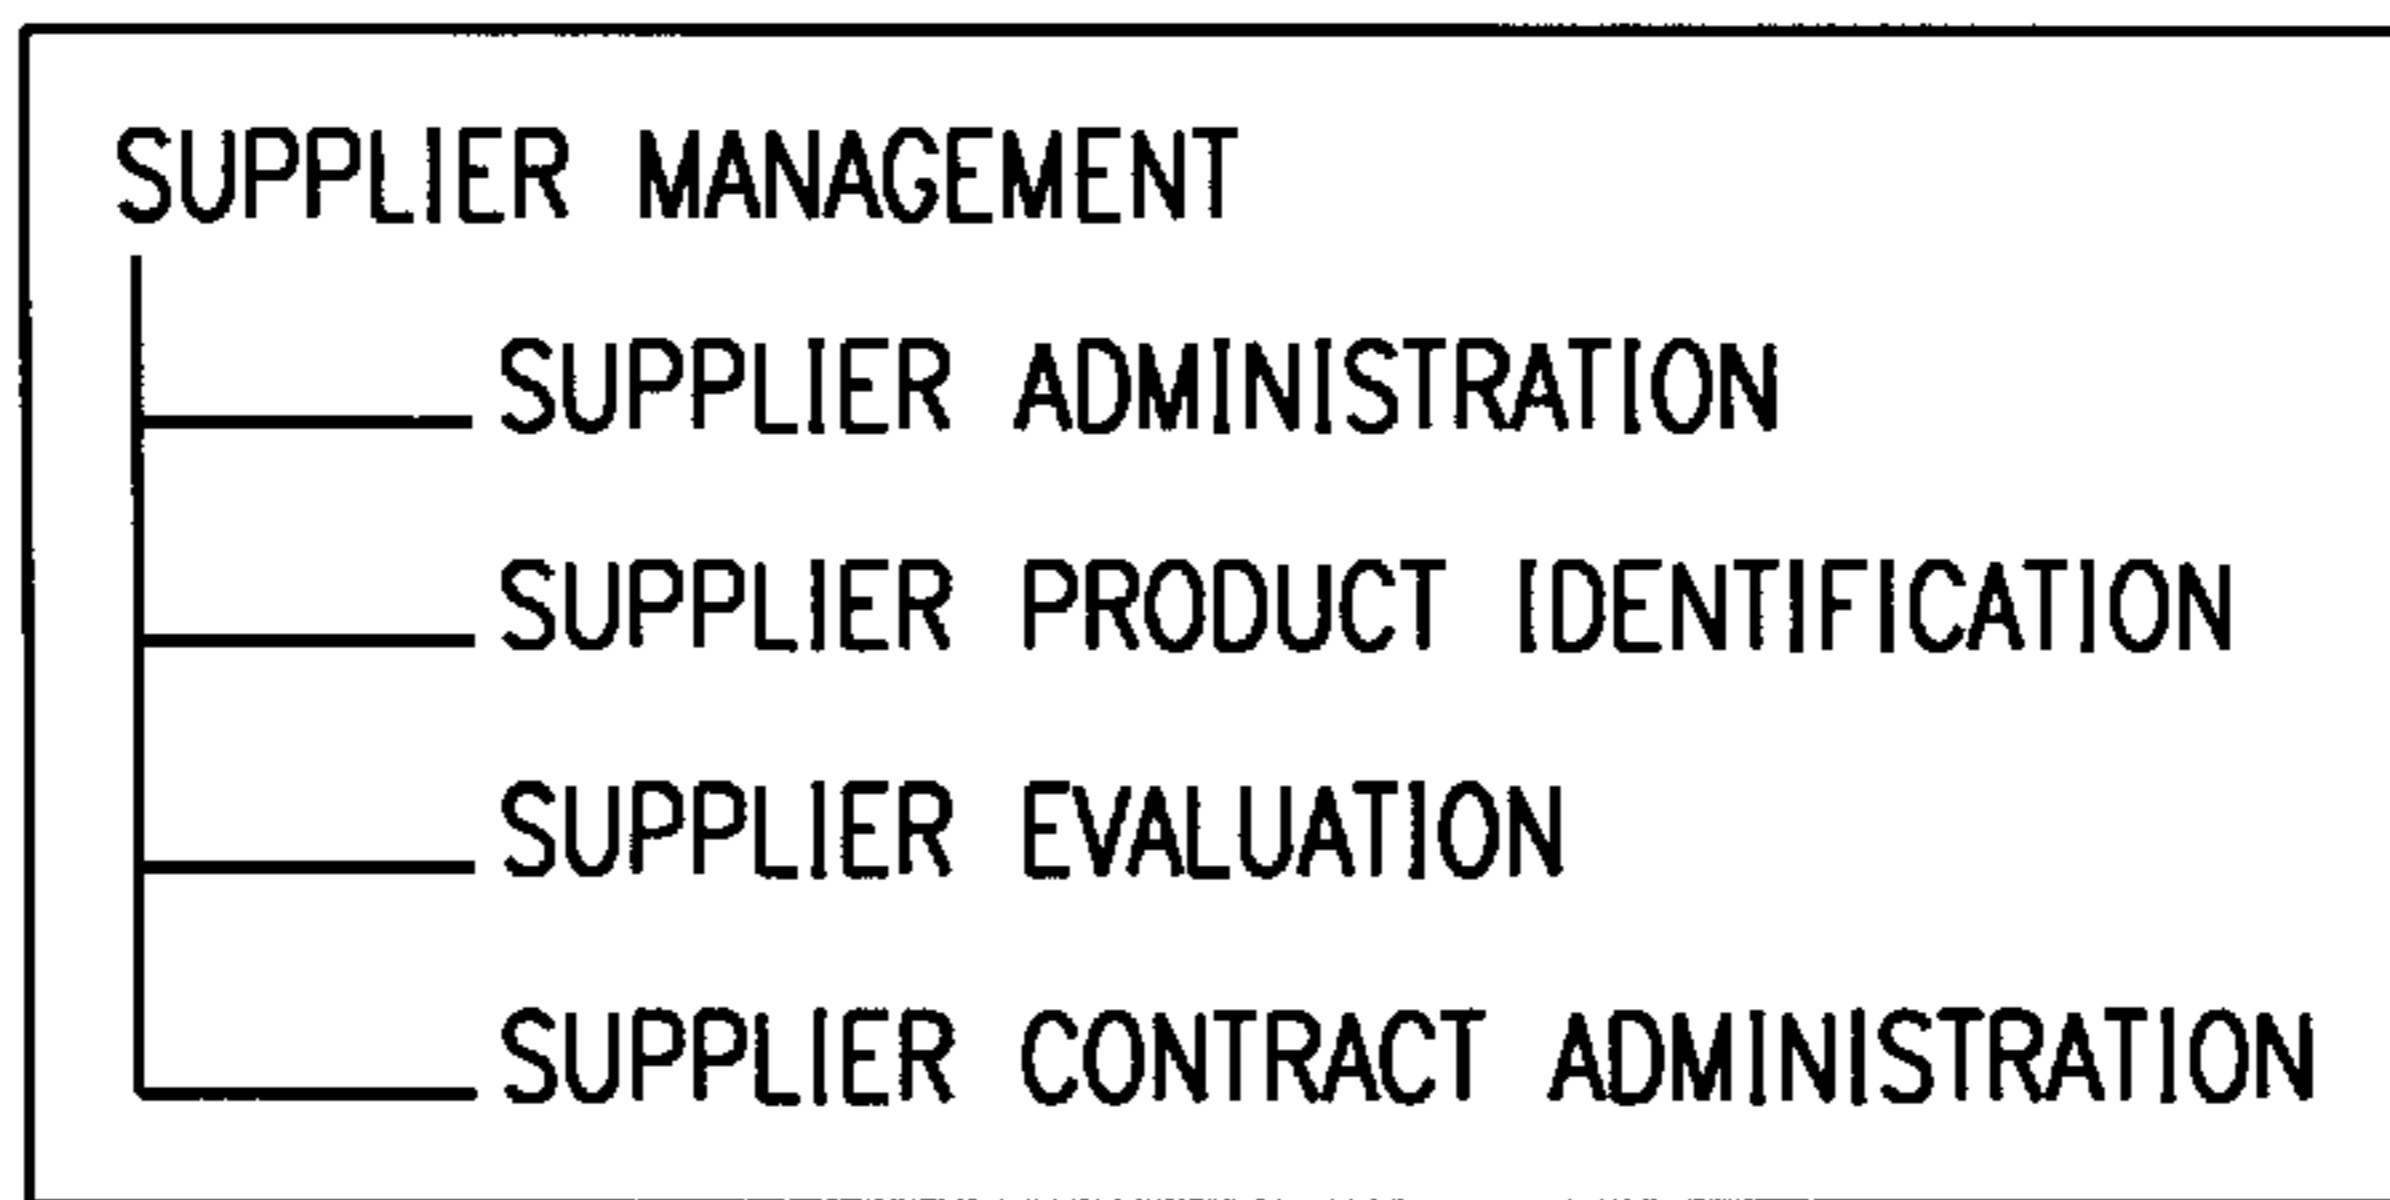 SUPPLIER MANAGEMENT
SUPPLIER ADMINISTRATION
SUPPLIER PRODUCT IDENTIFICATION
SUPPLIER EVALUATION
SUPPLIER CONTRACT ADMINISTRATION